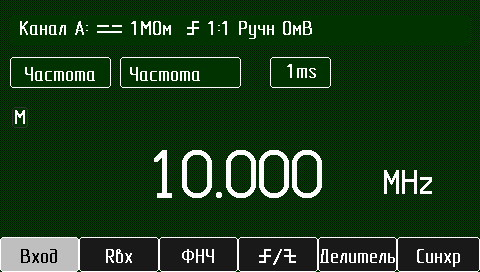 Канал А: 1МОм 1:1 Ручн 0мВ
Частота Частота 1ms
М
10.000 MHz
Вход Rвх ФНЧ / Делитель Синхр